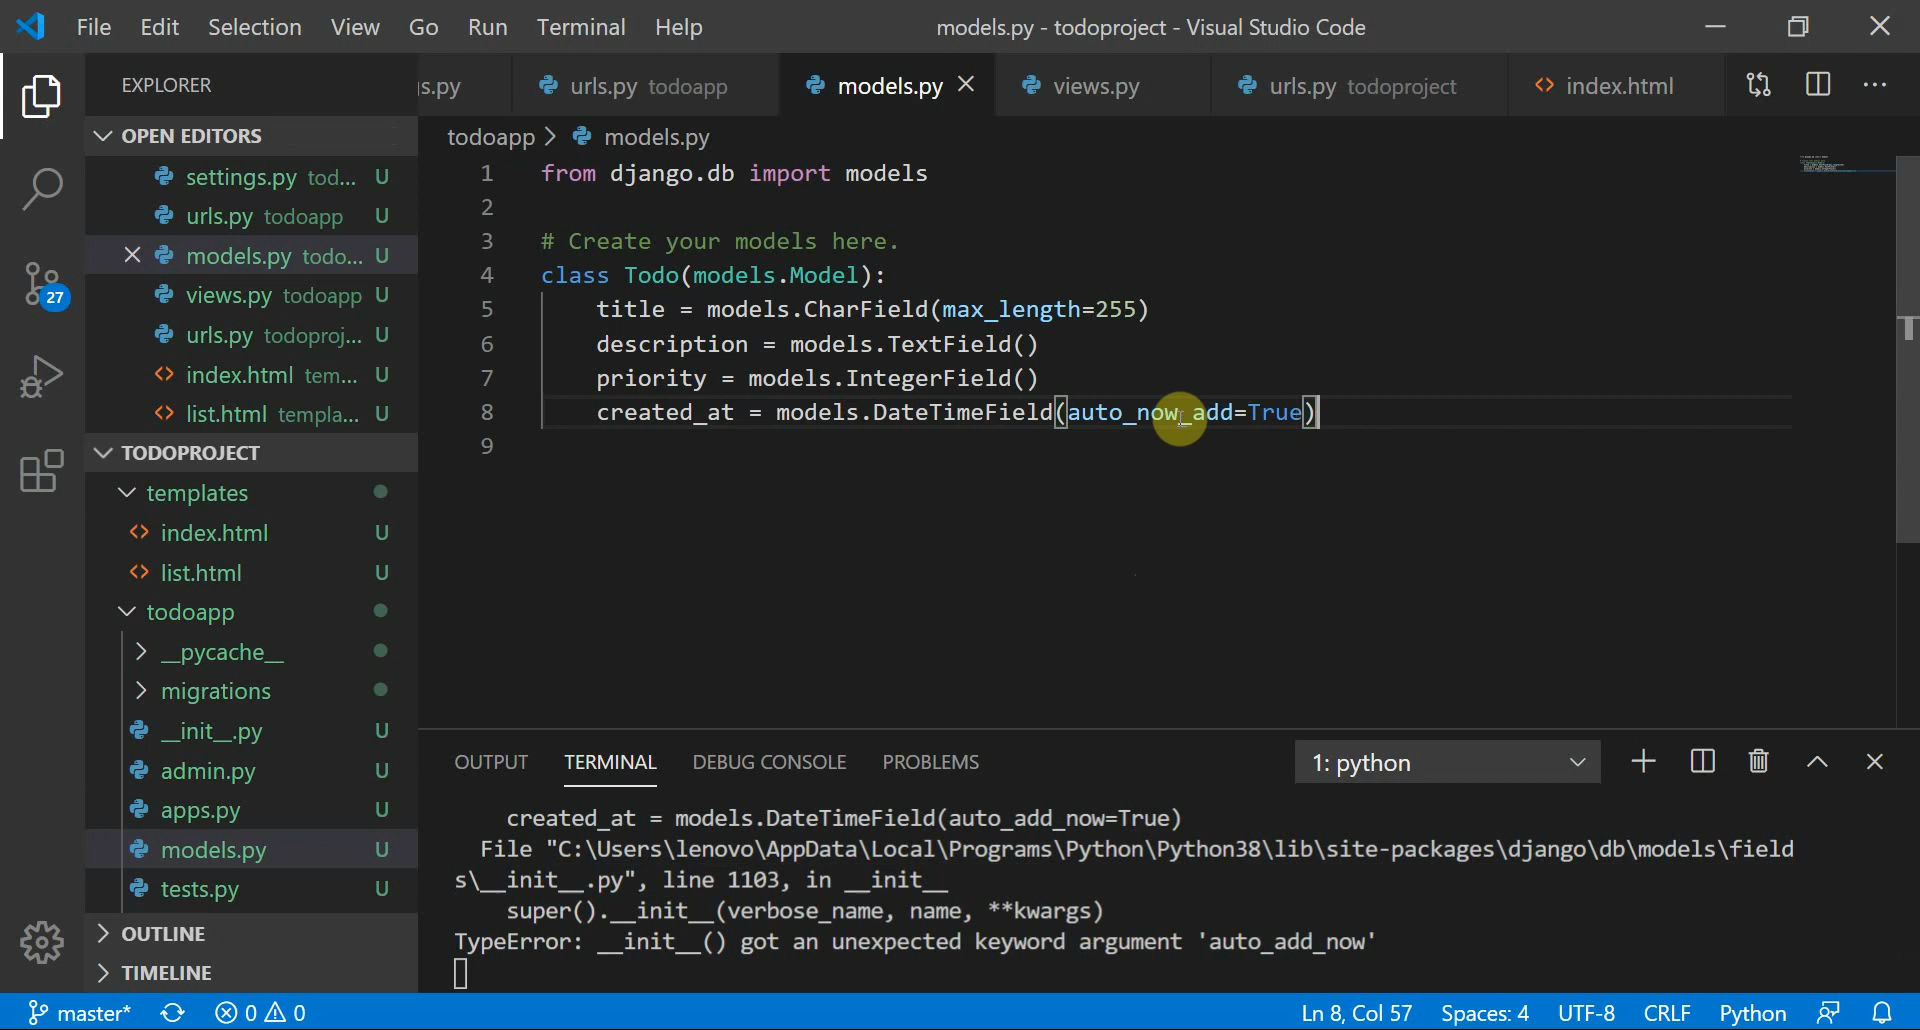 File Edit Selection View Go Run Terminal Help models.py - todoproject - Visual Studio Code
EXPLORER
s.py urls.py todoapp models.py views.py urls.py todoproject index.html
OPEN EDITORS
settings.py tod... U
urls.py todoapp U
models.py todo... U
views.py todoapp U
urls.py todoproj... U
index.html tem... U
list.html templa... U
TODOPROJECT
templates
index.html U
list.html U
todoapp
__pycache__
migrations
__init__.py U
admin.py U
apps.py U
models.py U
tests.py U
OUTLINE
TIMELINE
27
todoapp > models.py
1 from django.db import models
2
3 # Create your models here.
4 class Todo(models.Model):
5 title = models.CharField(max_length=255)
6 description = models.TextField()
7 priority = models.IntegerField()
8 created_at = models.DateTimeField(auto_now_add=True)
9
OUTPUT TERMINAL DEBUG CONSOLE PROBLEMS 1: python
created_at = models.DateTimeField(auto_add_now=True)
File "C:\Users\lenovo\AppData\Local\Programs\Python\Python38\lib\site-packages\django\db\models\field
s\__init__.py", line 1103, in __init__
super().__init__(verbose_name, name, **kwargs)
TypeError: __init__() got an unexpected keyword argument 'auto_add_now'
master* 0 0 Ln 8, Col 57 Spaces: 4 UTF-8 CRLF Python